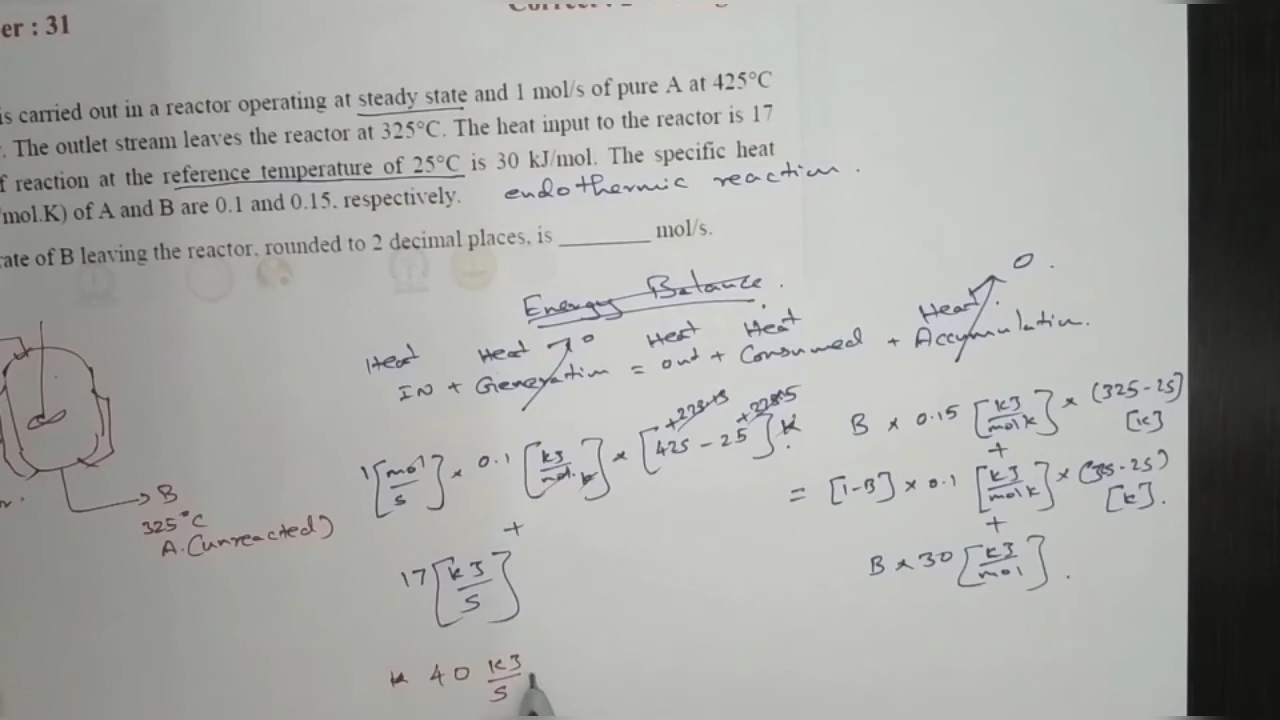 er : 31
is carried out in a reactor operating at steady state and 1 mol/s of pure A at 425°C
. The outlet stream leaves the reactor at 325°C. The heat input to the reactor is 17
f reaction at the reference temperature of 25°C is 30 kJ/mol. The specific heat
/mol.K) of A and B are 0.1 and 0.15, respectively.
endothermic reaction.
rate of B leaving the reactor, rounded to 2 decimal places, is ______ mol/s.
Energy Balance.
Heat IN + Heat Generation → 0 = Heat out + Heat Consumed + Heat Accumulation. → 0.
1 [mol/s] × 0.1 [kJ/mol.K] × [425 - 25] K
+
17 [kJ/s]
40 kJ/s
B × 0.15 [kJ/molK] × (325-25) [K]
+
= [1-B] × 0.1 [kJ/molK] × (325-25) [K].
+
B × 30 [kJ/mol].
B
325°C
A.(unreacted)